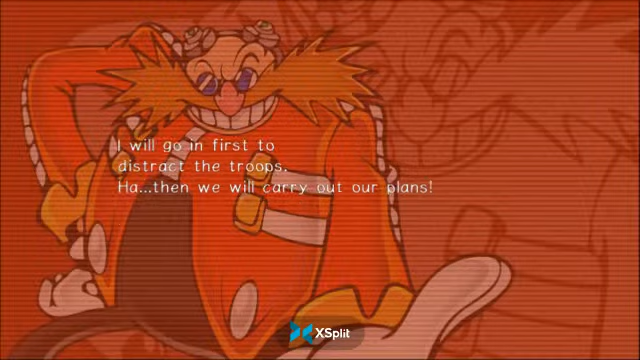 I will go in first to
distract the troops.
Ha...then we will carry out our plans!
XSplit